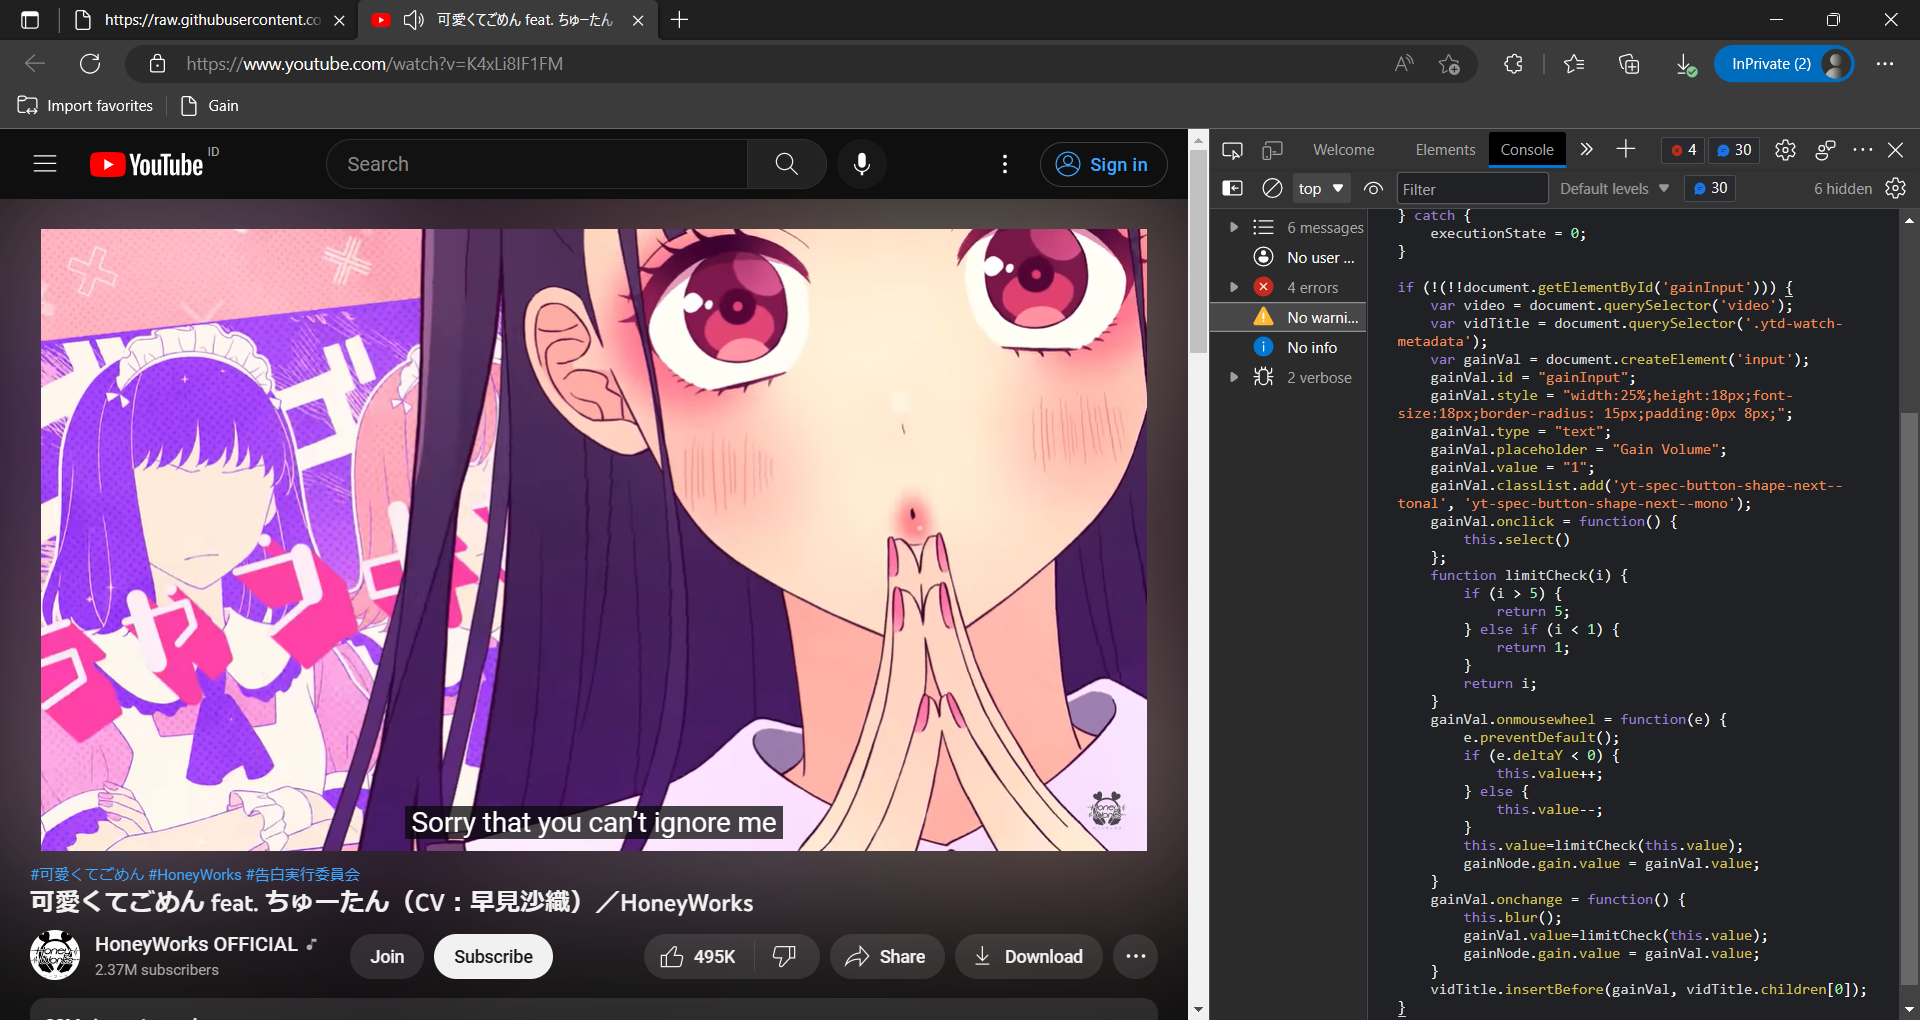 https://raw.githubusercontent.co
可愛くてごめん feat. ちゅーたん
https://www.youtube.com/watch?v=K4xLi8IF1FM
InPrivate (2)
Import favorites
Gain
YouTube ID
Search
Sign in
Sorry that you can't ignore me
#可愛くてごめん #HoneyWorks #告白実行委員会
可愛くてごめん feat. ちゅーたん（CV：早見沙織）／HoneyWorks
HoneyWorks OFFICIAL
2.37M subscribers
Join
Subscribe
495K
Share
Download
Welcome
Elements
Console
4
30
top
Filter
Default levels
30
6 hidden
6 messages
No user ...
4 errors
No warni...
No info
2 verbose
} catch {
executionState = 0;
}
if (!(!!document.getElementById('gainInput'))) {
var video = document.querySelector('video');
var vidTitle = document.querySelector('.ytd-watch-
metadata');
var gainVal = document.createElement('input');
gainVal.id = "gainInput";
gainVal.style = "width:25%;height:18px;font-
size:18px;border-radius: 15px;padding:0px 8px;";
gainVal.type = "text";
gainVal.placeholder = "Gain Volume";
gainVal.value = "1";
gainVal.classList.add('yt-spec-button-shape-next--
tonal', 'yt-spec-button-shape-next--mono');
gainVal.onclick = function() {
this.select()
};
function limitCheck(i) {
if (i > 5) {
return 5;
} else if (i < 1) {
return 1;
}
return i;
}
gainVal.onmousewheel = function(e) {
e.preventDefault();
if (e.deltaY < 0) {
this.value++;
} else {
this.value--;
}
this.value=limitCheck(this.value);
gainNode.gain.value = gainVal.value;
}
gainVal.onchange = function() {
this.blur();
gainVal.value=limitCheck(this.value);
gainNode.gain.value = gainVal.value;
}
vidTitle.insertBefore(gainVal, vidTitle.children[0]);
}